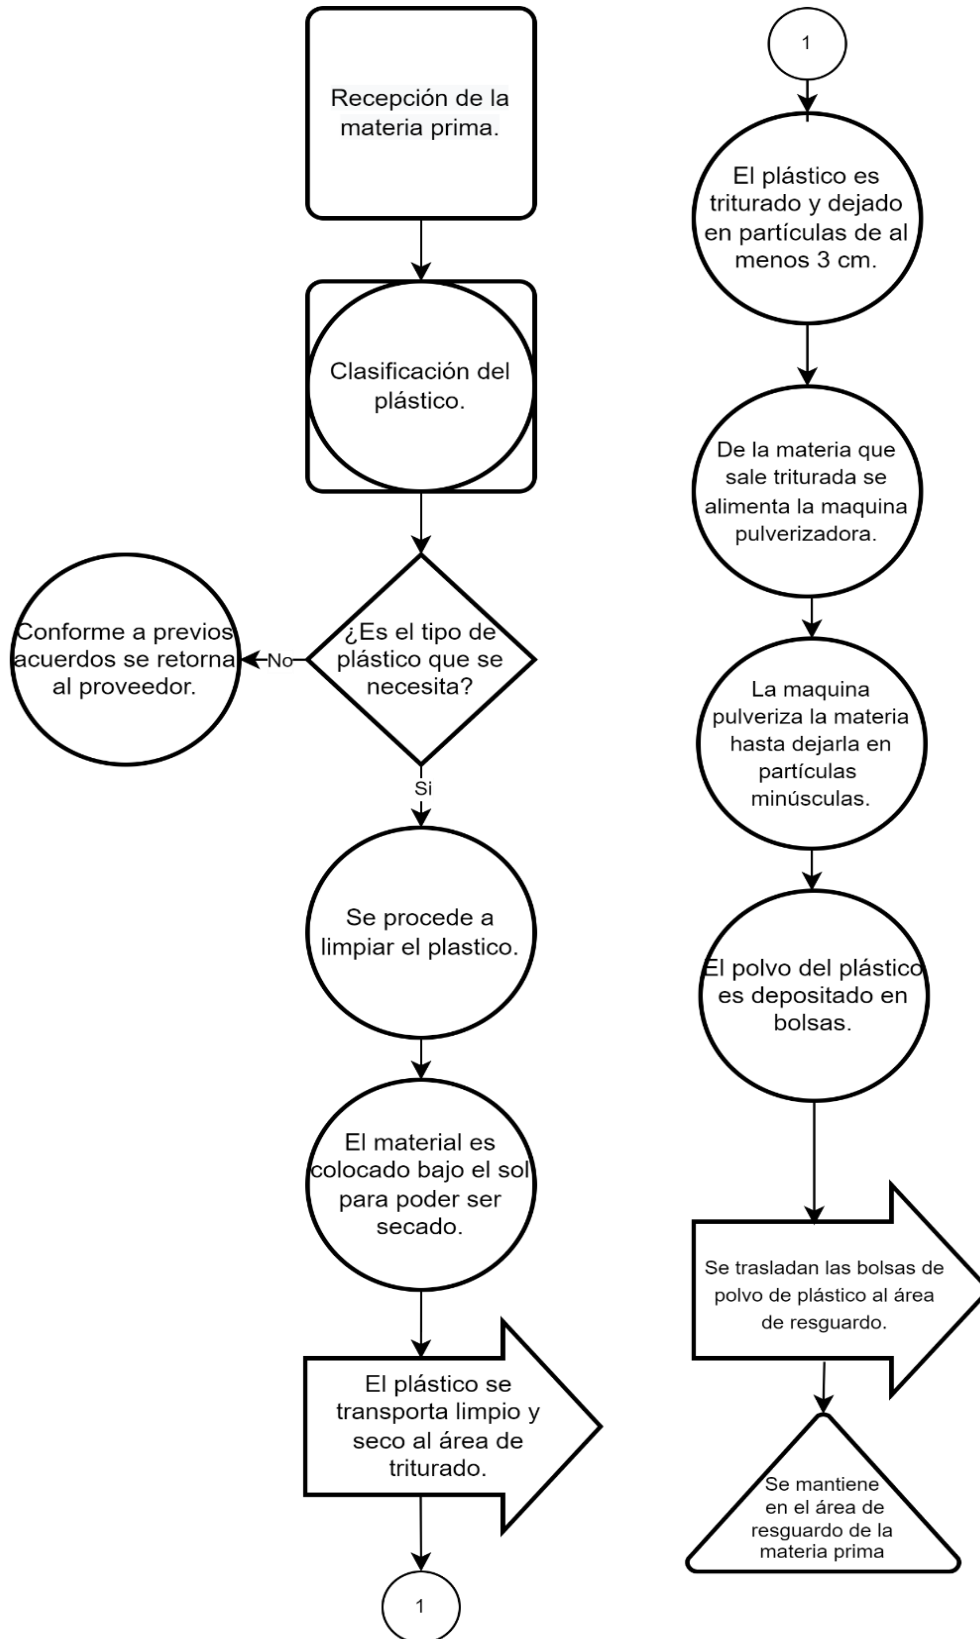 Recepción de la
materia prima.
Clasificación del
plástico.
¿Es el tipo de
plástico que se
necesita?
No
Conforme a previos
acuerdos se retorna
al proveedor.
Si
Se procede a
limpiar el plastico.
El material es
colocado bajo el sol
para poder ser
secado.
El plástico se
transporta limpio y
seco al área de
triturado.
1
1
El plástico es
triturado y dejado
en partículas de al
menos 3 cm.
De la materia que
sale triturada se
alimenta la maquina
pulverizadora.
La maquina
pulveriza la materia
hasta dejarla en
partículas
minúsculas.
El polvo del plástico
es depositado en
bolsas.
Se trasladan las bolsas de
polvo de plástico al área
de resguardo.
Se mantiene
en el área de
resguardo de la
materia prima